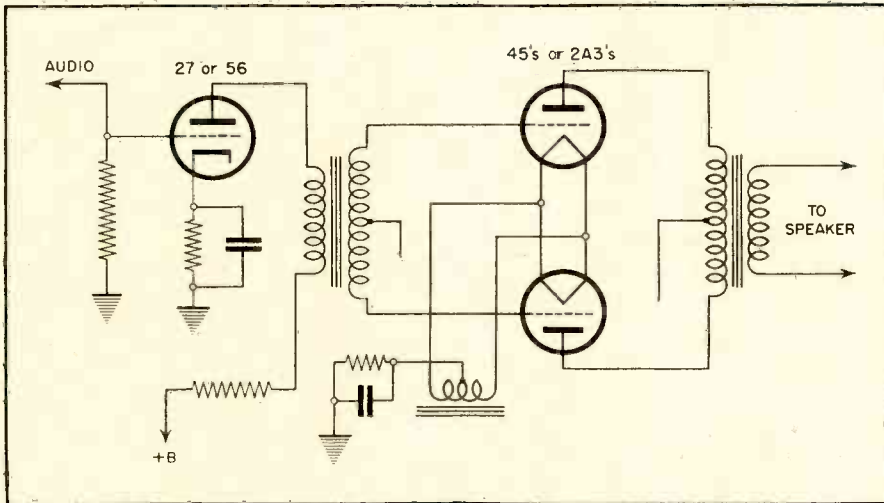 AUDIO
27 or 56
45's or 2A3's
TO
SPEAKER
+B